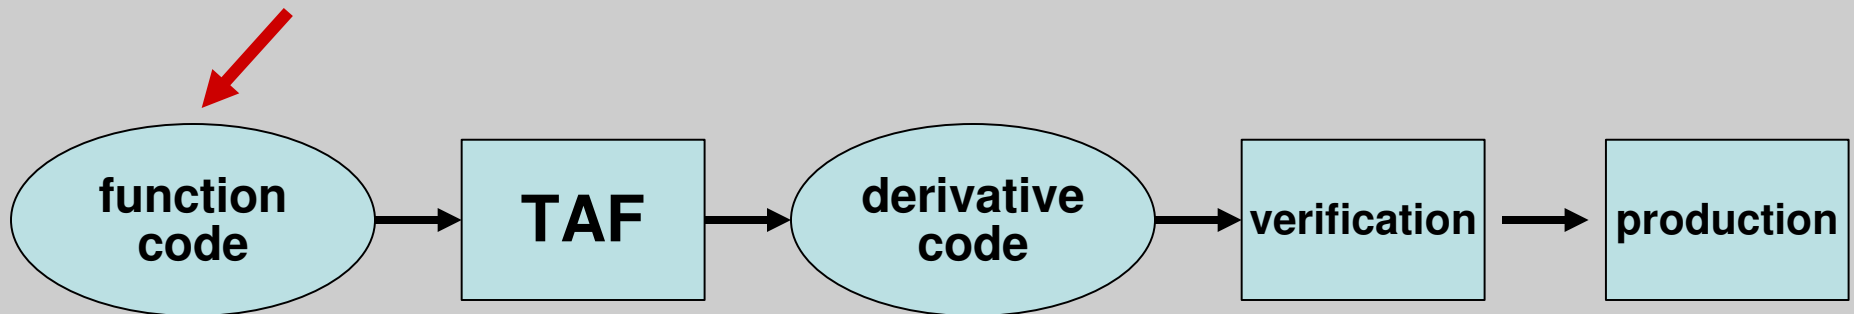 function
code
TAF
derivative
code
verification
production